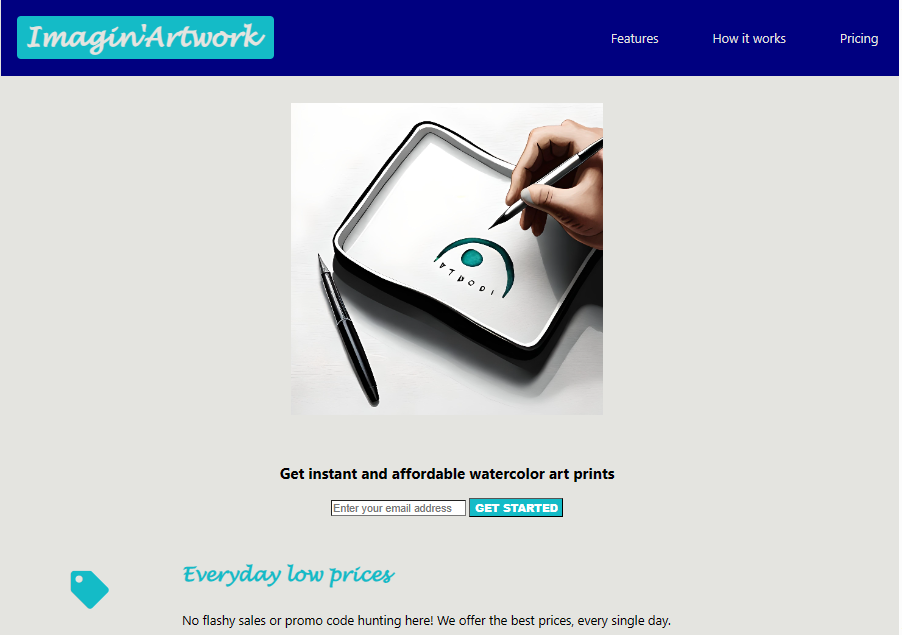 Imagin'Artwork
Features
How it works
Pricing
Get instant and affordable watercolor art prints
Enter your email address
GET STARTED
Everyday low prices
No flashy sales or promo code hunting here! We offer the best prices, every single day.